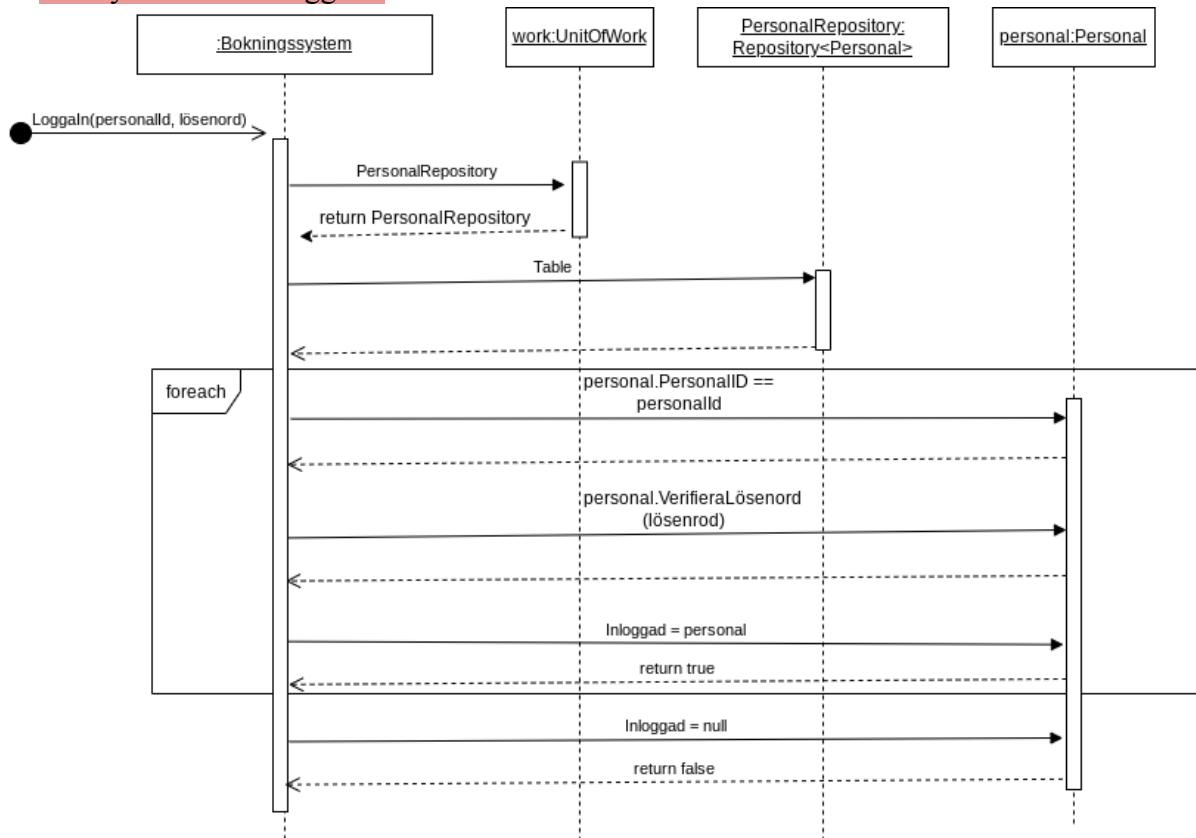 :Bokningssystem
work:UnitOfWork
PersonalRepository:
Repository<Personal>
personal:Personal
LoggaIn(personalId, lösenord)
PersonalRepository
return PersonalRepository
Table
foreach
personal.PersonalID ==
personalId
personal.VerifieraLösenord
(lösenrod)
Inloggad = personal
return true
Inloggad = null
return false